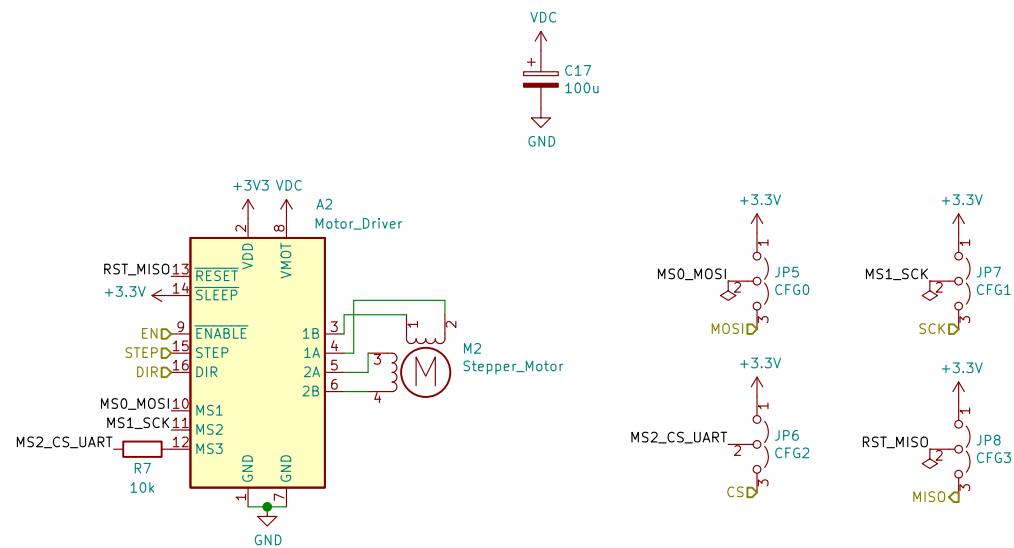 VDC
+
C17
100u
GND
+3V3
VDC
A2
Motor_Driver
2
8
VDD
VMOT
RST_MISO
13
RESET
+3.3V
14
SLEEP
EN
9
ENABLE
STEP
15
STEP
DIR
16
DIR
MS0_MOSI
10
MS1
MS1_SCK
11
MS2
MS2_CS_UART
12
MS3
R7
10k
1B
3
1A
4
2A
5
2B
6
GND
GND
1
7
GND
1
2
3
4
M
M2
Stepper_Motor
+3.3V
1
MS0_MOSI
2
JP5
CFG0
MOSI
3
+3.3V
1
MS1_SCK
2
JP7
CFG1
SCK
3
+3.3V
1
MS2_CS_UART
2
JP6
CFG2
CS
3
+3.3V
1
RST_MISO
2
JP8
CFG3
MISO
3